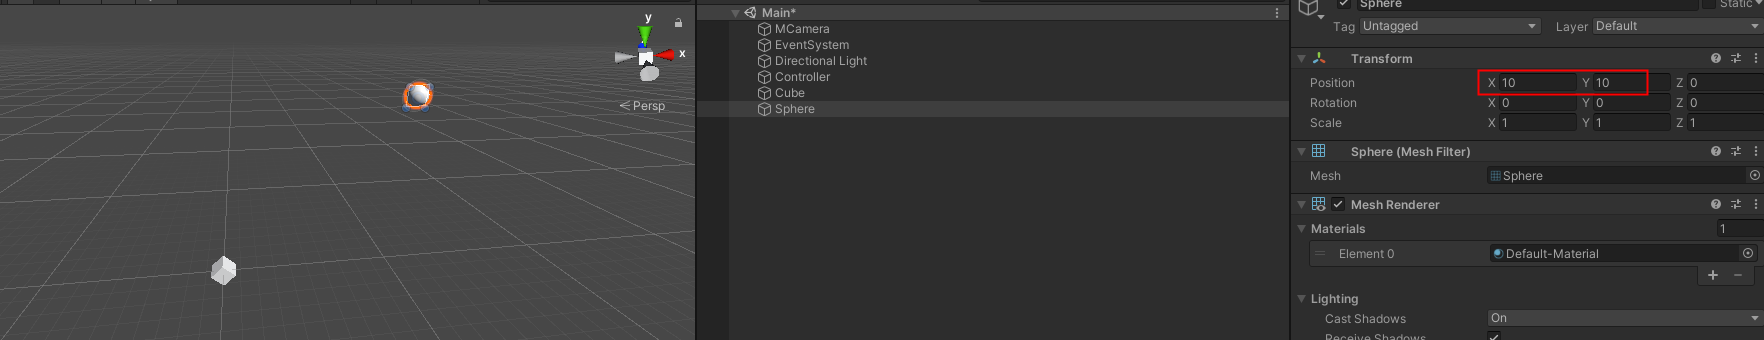 y
x
Persp
Main*
MCamera
EventSystem
Directional Light
Controller
Cube
Sphere
Sphere Static
Tag Untagged Layer Default
Transform
Position X 10 Y 10 Z 0
Rotation X 0 Y 0 Z 0
Scale X 1 Y 1 Z 1
Sphere (Mesh Filter)
Mesh Sphere
Mesh Renderer
Materials 1
Element 0 Default-Material
Lighting
Cast Shadows On
Receive Shadows